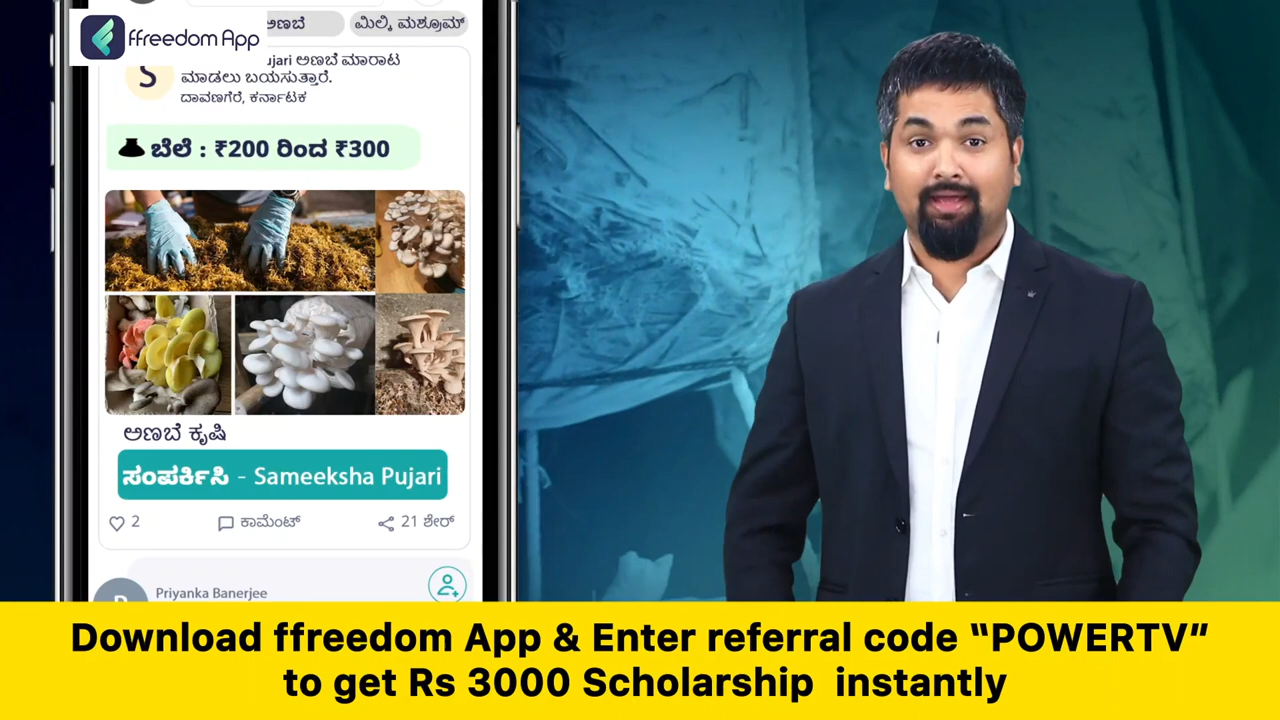 ffreedom App
ಅಣಬೆ
ಮಿಲ್ಕಿ ಮಶ್ರೂಮ್
S
ujari ಅಣಬೆ ಮಾರಾಟ
ಮಾಡಲು ಬಯಸುತ್ತಾರೆ.
ದಾವಣಗೆರೆ, ಕರ್ನಾಟಕ
ಬೆಲೆ : ₹200 ರಿಂದ ₹300
ಅಣಬೆ ಕೃಷಿ
ಸಂಪರ್ಕಿಸಿ - Sameeksha Pujari
2
ಕಾಮೆಂಟ್
21 ಶೇರ್
Priyanka Banerjee
Download ffreedom App & Enter referral code “POWERTV”
to get Rs 3000 Scholarship instantly